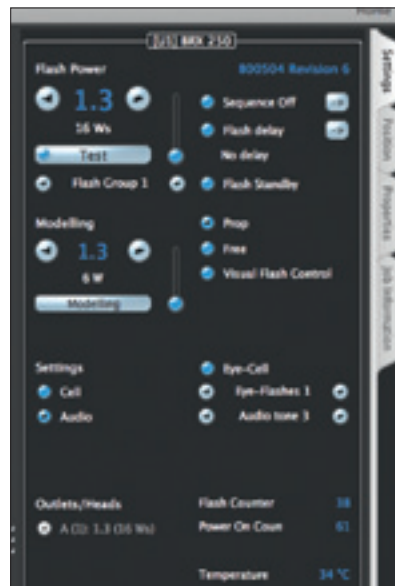 Home
[U1] BRX 250
Flash Power
800504 Revision 6
1.3
16 Ws
Test
Flash Group 1
Sequence Off
Flash delay
No delay
Flash Standby
Modelling
1.3
6 W
Modelling
Prop
Free
Visual Flash Control
Settings
Cell
Audio
Eye-Cell
Eye-Flashes 1
Audio tone 3
Outlets/Heads
A (1): 1.3 (16 Ws)
Flash Counter 38
Power On Coun 61
Temperature 34 °C
Settings
Position
Properties
Job Information